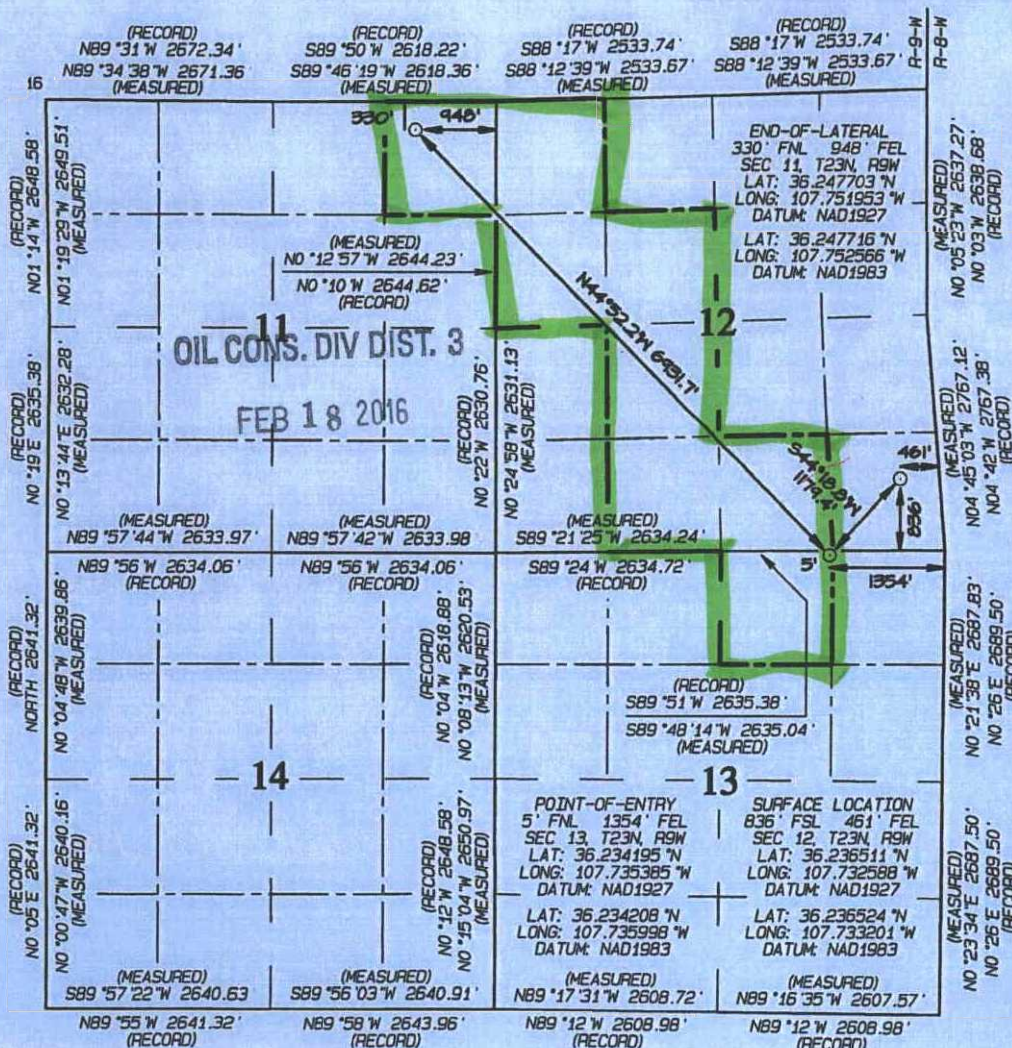 (RECORD)
N89°31'W 2672.34'
N89°34'38"W 2671.36
(MEASURED)
(RECORD)
S89°50'W 2618.22'
S89°46'19"W 2618.36'
(MEASURED)
(RECORD)
S88°17'W 2533.74'
S88°12'39"W 2533.67'
(MEASURED)
(RECORD)
S88°17'W 2533.74'
S88°12'39"W 2533.67'
(MEASURED)
R-9-W
R-8-W
16
330'
948'
END-OF-LATERAL
330' FNL 948' FEL
SEC 11, T23N, R9W
LAT: 36.247703°N
LONG: 107.751953°W
DATUM: NAD1927
LAT: 36.247716°N
LONG: 107.752566°W
DATUM: NAD1983
(RECORD)
N01°14'W 2648.58'
N01°19'29"W 2649.51'
(MEASURED)
(MEASURED)
N0°05'23"W 2637.27'
N0°03'W 2638.68'
(RECORD)
(MEASURED)
N0°12'57"W 2644.23'
N0°10'W 2644.62'
(RECORD)
11
12
N44°52.2'W 6931.7'
OIL CONS. DIV DIST. 3
FEB 18 2016
(RECORD)
N0°19'E 2635.38'
N0°13'44"E 2632.28'
(MEASURED)
(RECORD)
N0°22'W 2630.76'
N0°24'58"W 2631.13'
(MEASURED)
(MEASURED)
N04°45'03"W 2767.12'
N04°42'W 2767.38'
(RECORD)
461'
836'
5'
1354'
(MEASURED)
N89°57'44"W 2633.97'
(MEASURED)
N89°57'42"W 2633.98
(MEASURED)
S89°21'25"W 2634.24'
N89°56'W 2634.06'
(RECORD)
N89°56'W 2634.06'
(RECORD)
S89°24'W 2634.72'
(RECORD)
(RECORD)
NORTH 2641.32'
N0°04'48"W 2639.86'
(MEASURED)
(RECORD)
N0°04'W 2618.88'
N0°08'13"W 2620.53'
(MEASURED)
(MEASURED)
N0°21'38"E 2687.83'
N0°26'E 2689.50'
(RECORD)
(RECORD)
S89°51'W 2635.38'
S89°48'14"W 2635.04'
(MEASURED)
14
13
POINT-OF-ENTRY
5' FNL 1354' FEL
SEC 13, T23N, R9W
LAT: 36.234195°N
LONG: 107.735385°W
DATUM: NAD1927
LAT: 36.234208°N
LONG: 107.735998°W
DATUM: NAD1983
SURFACE LOCATION
836' FSL 461' FEL
SEC 12, T23N, R9W
LAT: 36.236511°N
LONG: 107.732588°W
DATUM: NAD1927
LAT: 36.236524°N
LONG: 107.733201°W
DATUM: NAD1983
(RECORD)
N0°05'E 2641.32'
N0°00'47"W 2640.16'
(MEASURED)
(RECORD)
N0°12'W 2648.58'
N0°15'04"W 2650.97'
(MEASURED)
(MEASURED)
N0°23'34"E 2687.50'
N0°26'E 2689.50'
(RECORD)
(MEASURED)
S89°57'22"W 2640.63'
(MEASURED)
S89°56'03"W 2640.91'
(MEASURED)
N89°17'31"W 2608.72'
(MEASURED)
N89°16'35"W 2607.57'
N89°55'W 2641.32'
(RECORD)
N89°58'W 2643.96'
(RECORD)
N89°12'W 2608.98'
(RECORD)
N89°12'W 2608.98'
(RECORD)